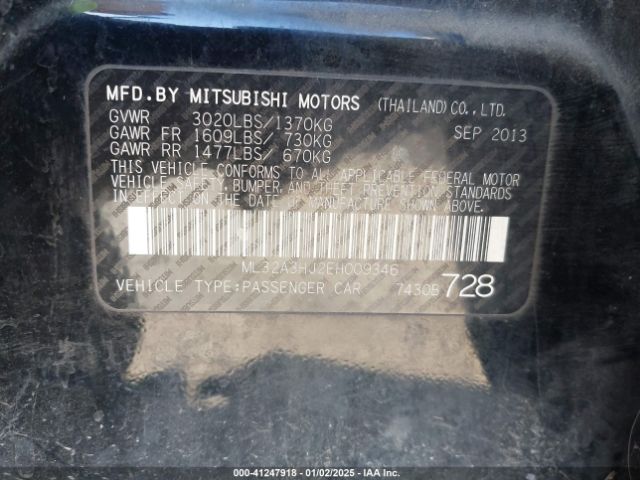 MFD.BY MITSUBISHI MOTORS (THAILAND)CO.,LTD.
GVWR 3020LBS/1370KG SEP 2013
GAWR FR 1609LBS/ 730KG
GAWR RR 1477LBS/ 670KG
THIS VEHICLE CONFORMS TO ALL APPLICABLE FEDERAL MOTOR
VEHICLE SAFETY, BUMPER, AND THEFT PREVENTION STANDARDS
IN EFFECT ON THE DATE OF MANUFACTURE SHOWN ABOVE.
ML32A3HJ2EH009346
VEHICLE TYPE:PASSENGER CAR 7430B 728
000-41247918 - 01/02/2025 - IAA Inc.